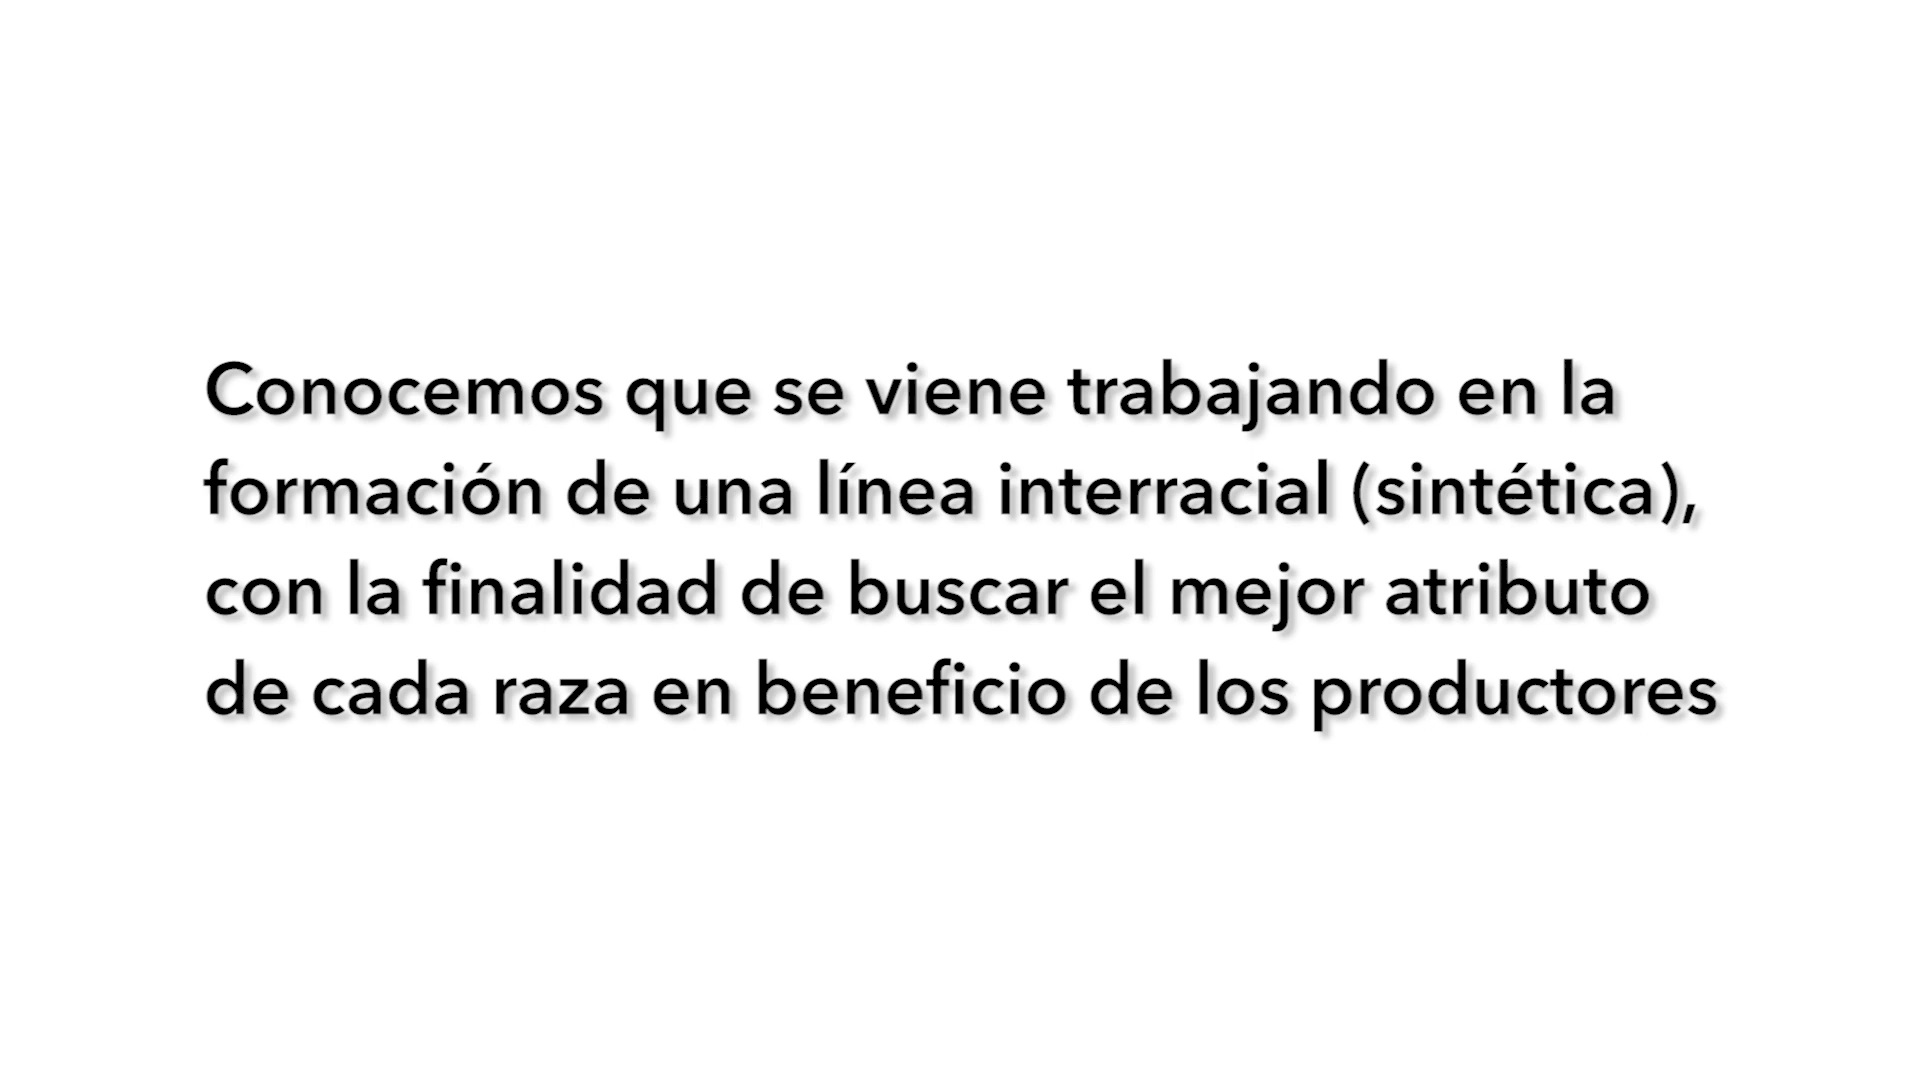 Conocemos que se viene trabajando en la
formación de una línea interracial (sintética),
con la finalidad de buscar el mejor atributo
de cada raza en beneficio de los productores